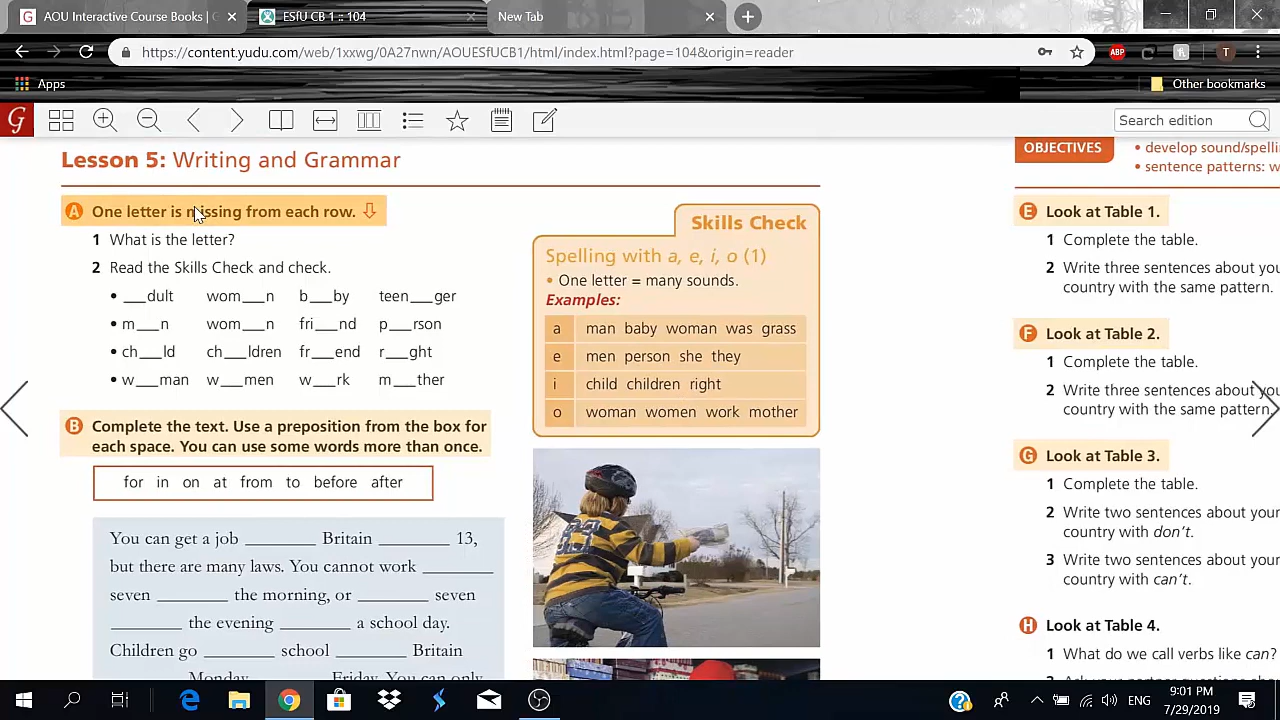 AOU Interactive Course Books |
ESfU CB 1 :: 104
New Tab
https://content.yudu.com/web/1xxwg/0A27nwn/AOUESfUCB1/html/index.html?page=104&origin=reader
ABP
T
Apps
Other bookmarks
G
Search edition
Lesson 5: Writing and Grammar
A One letter is missing from each row.
1 What is the letter?
2 Read the Skills Check and check.
• ___dult wom___n b___by teen___ger
• m___n wom___n fri___nd p___rson
• ch___ld ch___ldren fr___end r___ght
• w___man w___men w___rk m___ther
B Complete the text. Use a preposition from the box for
each space. You can use some words more than once.
for in on at from to before after
You can get a job ________ Britain ________ 13,
but there are many laws. You cannot work ________
seven ________ the morning, or ________ seven
________ the evening ________ a school day.
Children go ________ school ________ Britain
________ Monday ________ Friday. You can only
Skills Check
Spelling with a, e, i, o (1)
• One letter = many sounds.
Examples:
a man baby woman was grass
e men person she they
i child children right
o woman women work mother
OBJECTIVES
• develop sound/spelli
• sentence patterns: w
E Look at Table 1.
1 Complete the table.
2 Write three sentences about you
country with the same pattern.
F Look at Table 2.
1 Complete the table.
2 Write three sentences about you
country with the same pattern.
G Look at Table 3.
1 Complete the table.
2 Write two sentences about your
country with don't.
3 Write two sentences about your
country with can't.
H Look at Table 4.
1 What do we call verbs like can?
ENG
9:01 PM
7/29/2019